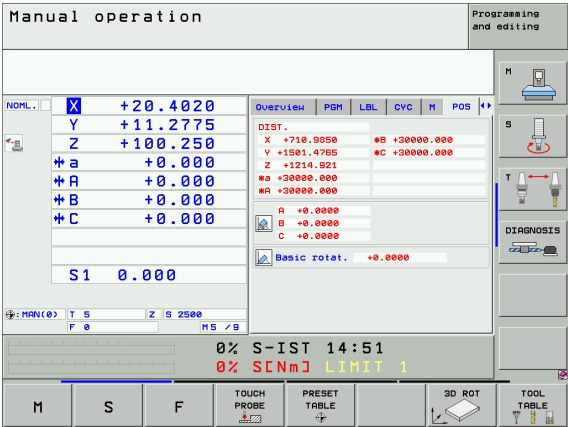 Manual operation
Programming
and editing
NOML.
X +20.4020
Y +11.2775
Z +100.250
a +0.000
A +0.000
B +0.000
C +0.000
S1 0.000
Overview PGM LBL CYC M POS
DIST.
X +710.9850 *B +30000.000
Y +1501.4765 *C +30000.000
Z +1214.921
*a +30000.000
*A +30000.000
A +0.0000
B +0.0000
C +0.0000
Basic rotat. +0.0000
: MAN(0) T 5 Z S 2500
F 0 M5 /9
0% S-IST 14:51
0% S[Nm] LIMIT 1
M
S
T
DIAGNOSIS
M
S
F
TOUCH
PROBE
PRESET
TABLE
3D ROT
TOOL
TABLE